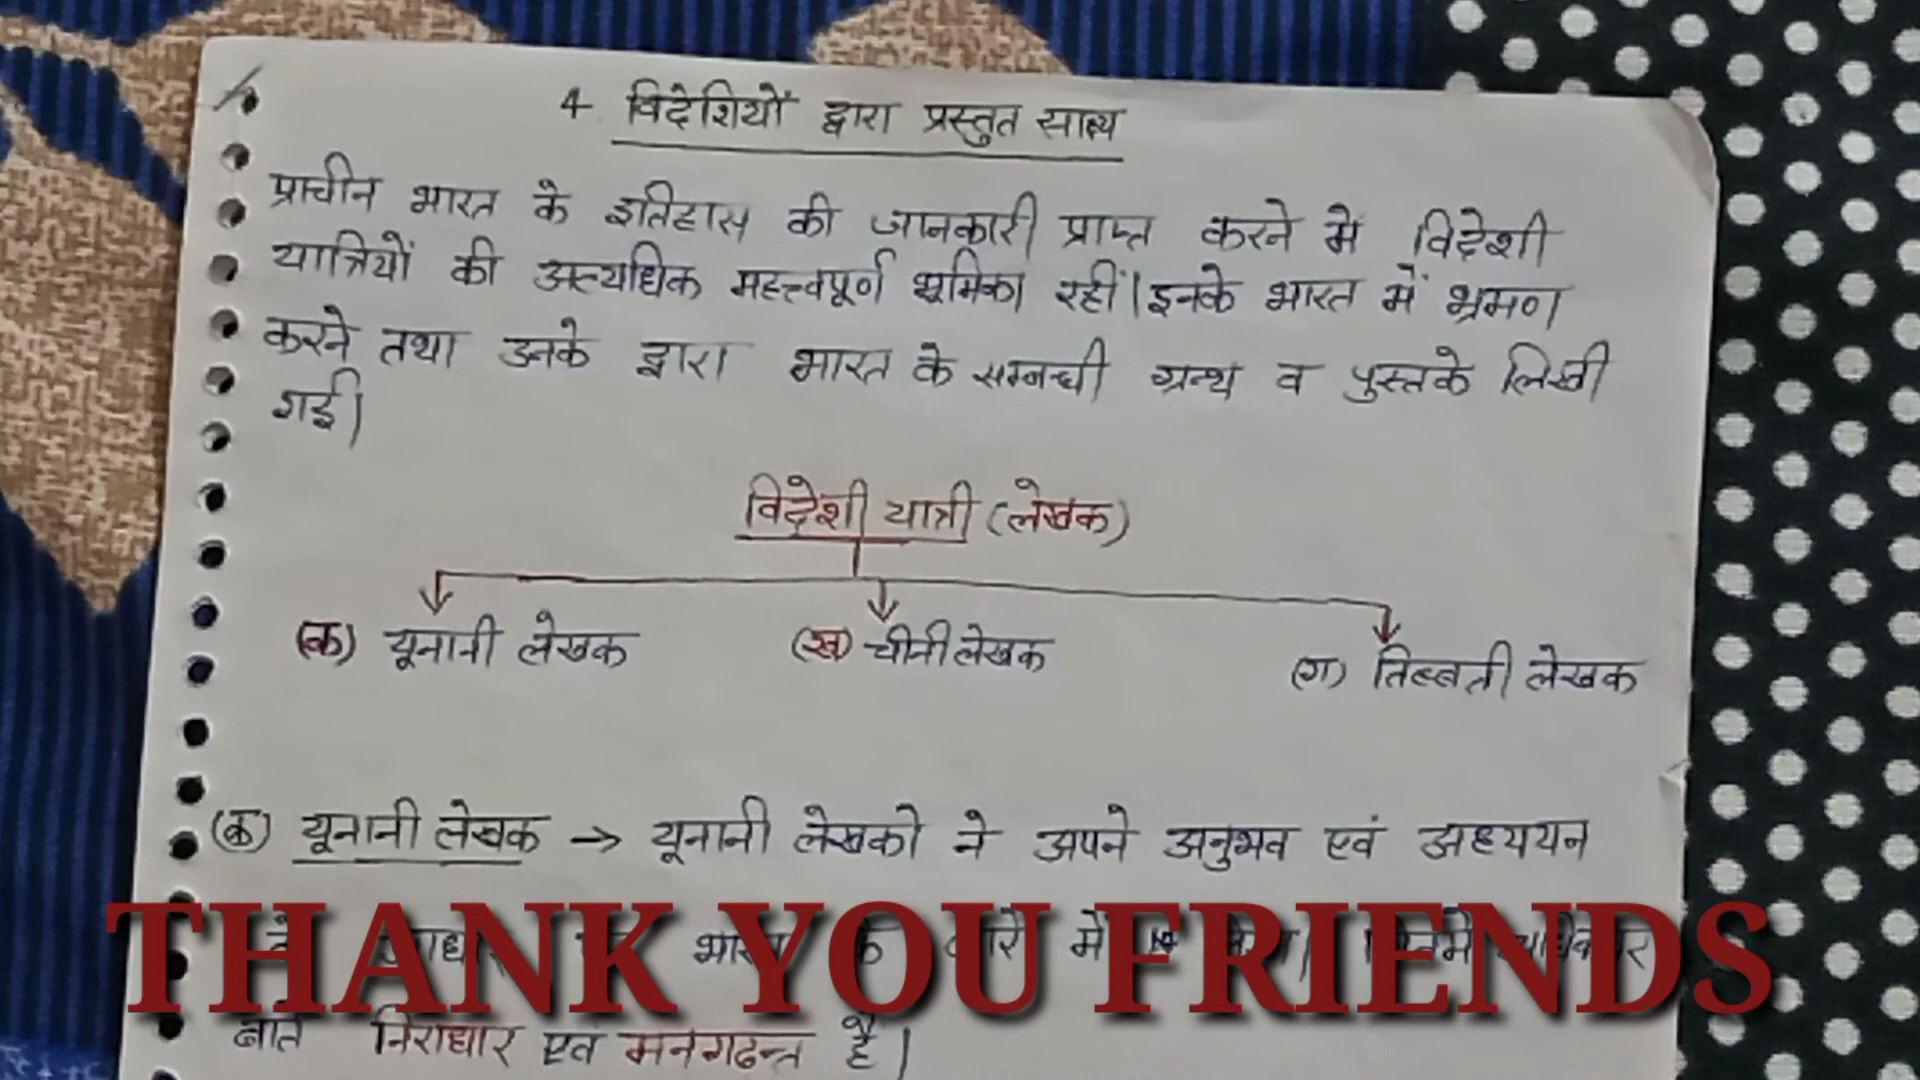 4. विदेशियों द्वारा प्रस्तुत साक्ष्य
प्राचीन भारत के इतिहास की जानकारी प्राप्त करने में विदेशी
यात्रियों की अत्यधिक महत्त्वपूर्ण भूमिका रहीं। इनके भारत में भ्रमण
करने तथा उनके द्वारा भारत के सम्बन्धी ग्रन्थ व पुस्तके लिखी
गई।
विदेशी यात्री (लेखक)
(क) यूनानी लेखक (ख) चीनी लेखक (ग) तिब्बती लेखक
(क) यूनानी लेखक → यूनानी लेखको ने अपने अनुभव एवं अध्ययन
में
THANK YOU FRIENDS
बाते निराधार एवं मनगढन्त है।